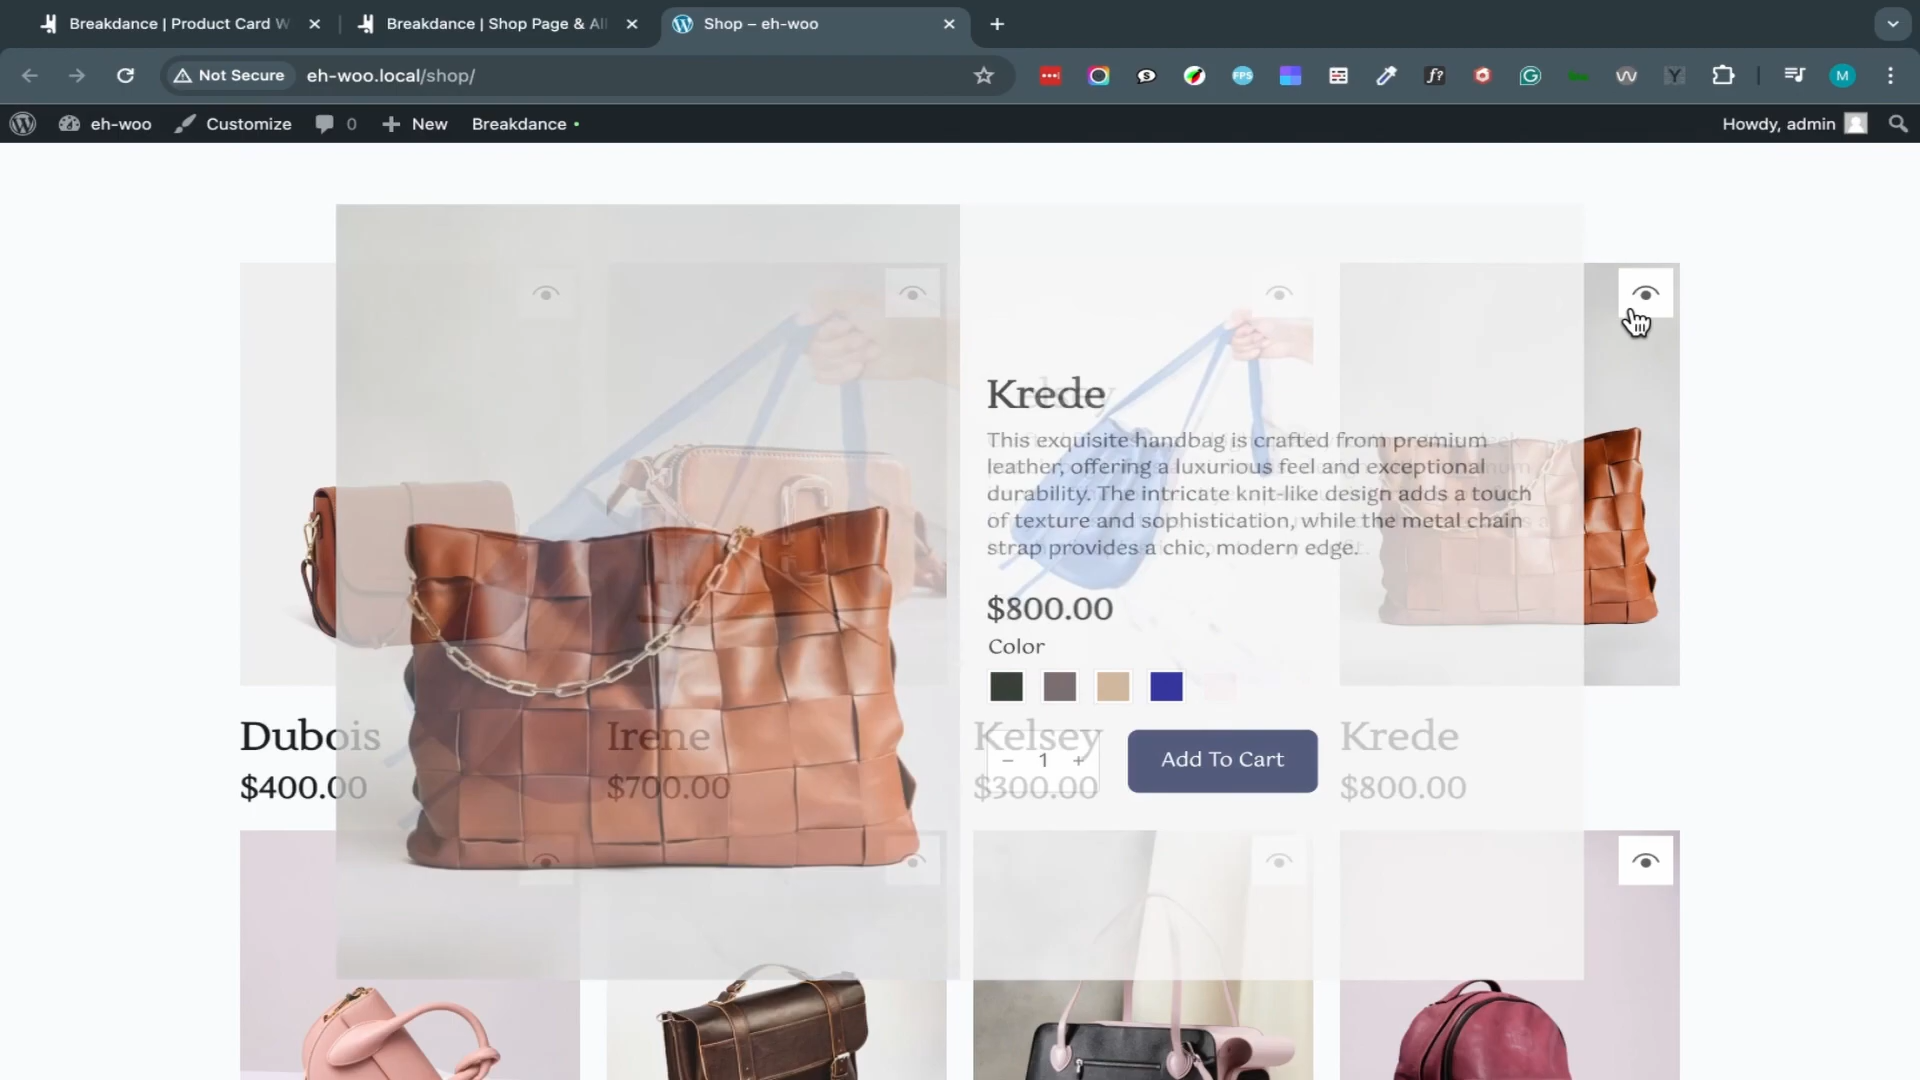 Breakdance | Product Card W
Breakdance | Shop Page & All
Shop – eh-woo
Not Secure
eh-woo.local/shop/
FPS
f?
M
eh-woo
Customize
0
New
Breakdance
Howdy, admin
Krede
This exquisite handbag is crafted from premium
leather, offering a luxurious feel and exceptional
durability. The intricate knit-like design adds a touch
of texture and sophistication, while the metal chain
strap provides a chic, modern edge.
$800.00
Color
− 1 +
Add To Cart
Dubois
$400.00
Irene
$700.00
Kelsey
$300.00
Krede
$800.00